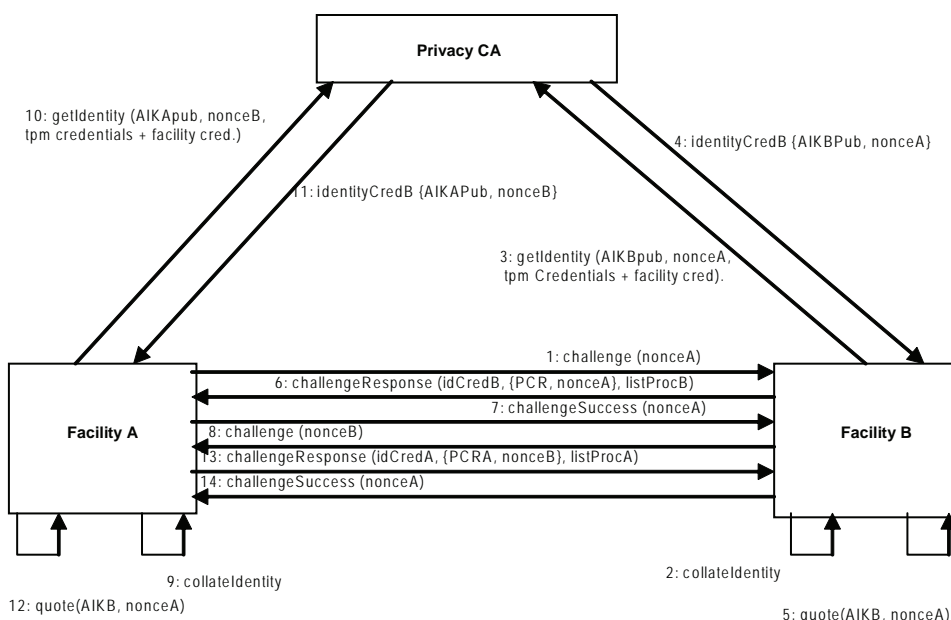 Privacy CA
10: getIdentity (AIKApub, nonceB,
tpm credentials + facility cred.)
4: identityCredB {AIKBPub, nonceA}
11: identityCredB {AIKAPub, nonceB}
3: getIdentity (AIKBpub, nonceA,
tpm Credentials + facility cred).
1: challenge (nonceA)
6: challengeResponse (idCredB, {PCR, nonceA}, listProcB)
7: challengeSuccess (nonceA)
Facility A
Facility B
8: challenge (nonceB)
13: challengeResponse (idCredA, {PCRA, nonceB}, listProcA)
14: challengeSuccess (nonceA)
9: collateIdentity
2: collateIdentity
12: quote(AIKB, nonceA)
5: quote(AIKB, nonceA)